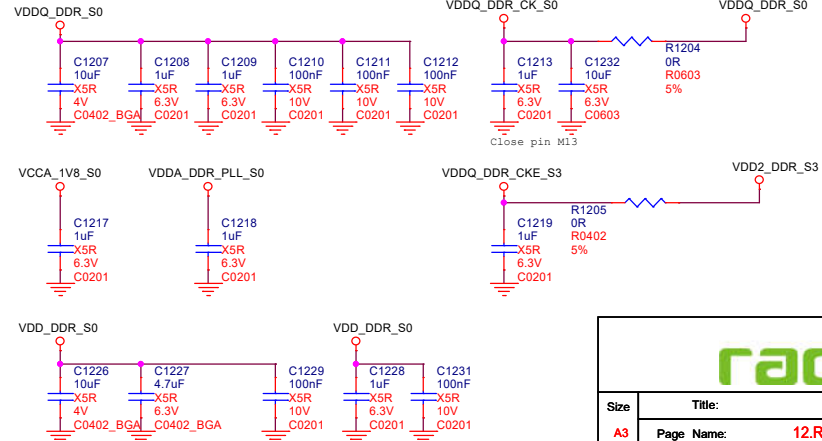 VDDQ_DDR_S0
C1207
10uF
X5R
4V
C0402_BGA
C1208
1uF
X5R
6.3V
C0201
C1209
1uF
X5R
6.3V
C0201
C1210
100nF
X5R
10V
C0201
C1211
100nF
X5R
10V
C0201
C1212
100nF
X5R
10V
C0201
VDDQ_DDR_CK_S0
VDDQ_DDR_S0
C1213
1uF
X5R
6.3V
C0201
Close pin M13
C1232
10uF
X5R
6.3V
C0603
R1204
0R
R0603
5%
VCCA_1V8_S0
C1217
1uF
X5R
6.3V
C0201
VDDA_DDR_PLL_S0
C1218
1uF
X5R
6.3V
C0201
VDDQ_DDR_CKE_S3
VDD2_DDR_S3
C1219
1uF
X5R
6.3V
C0201
R1205
0R
R0402
5%
VDD_DDR_S0
C1226
10uF
X5R
4V
C0402_BGA
C1227
4.7uF
X5R
6.3V
C0402_BGA
C1229
100nF
X5R
10V
C0201
VDD_DDR_S0
C1228
1uF
X5R
6.3V
C0201
C1231
100nF
X5R
10V
C0201
Size
Title:
A3
Page Name:
12.R